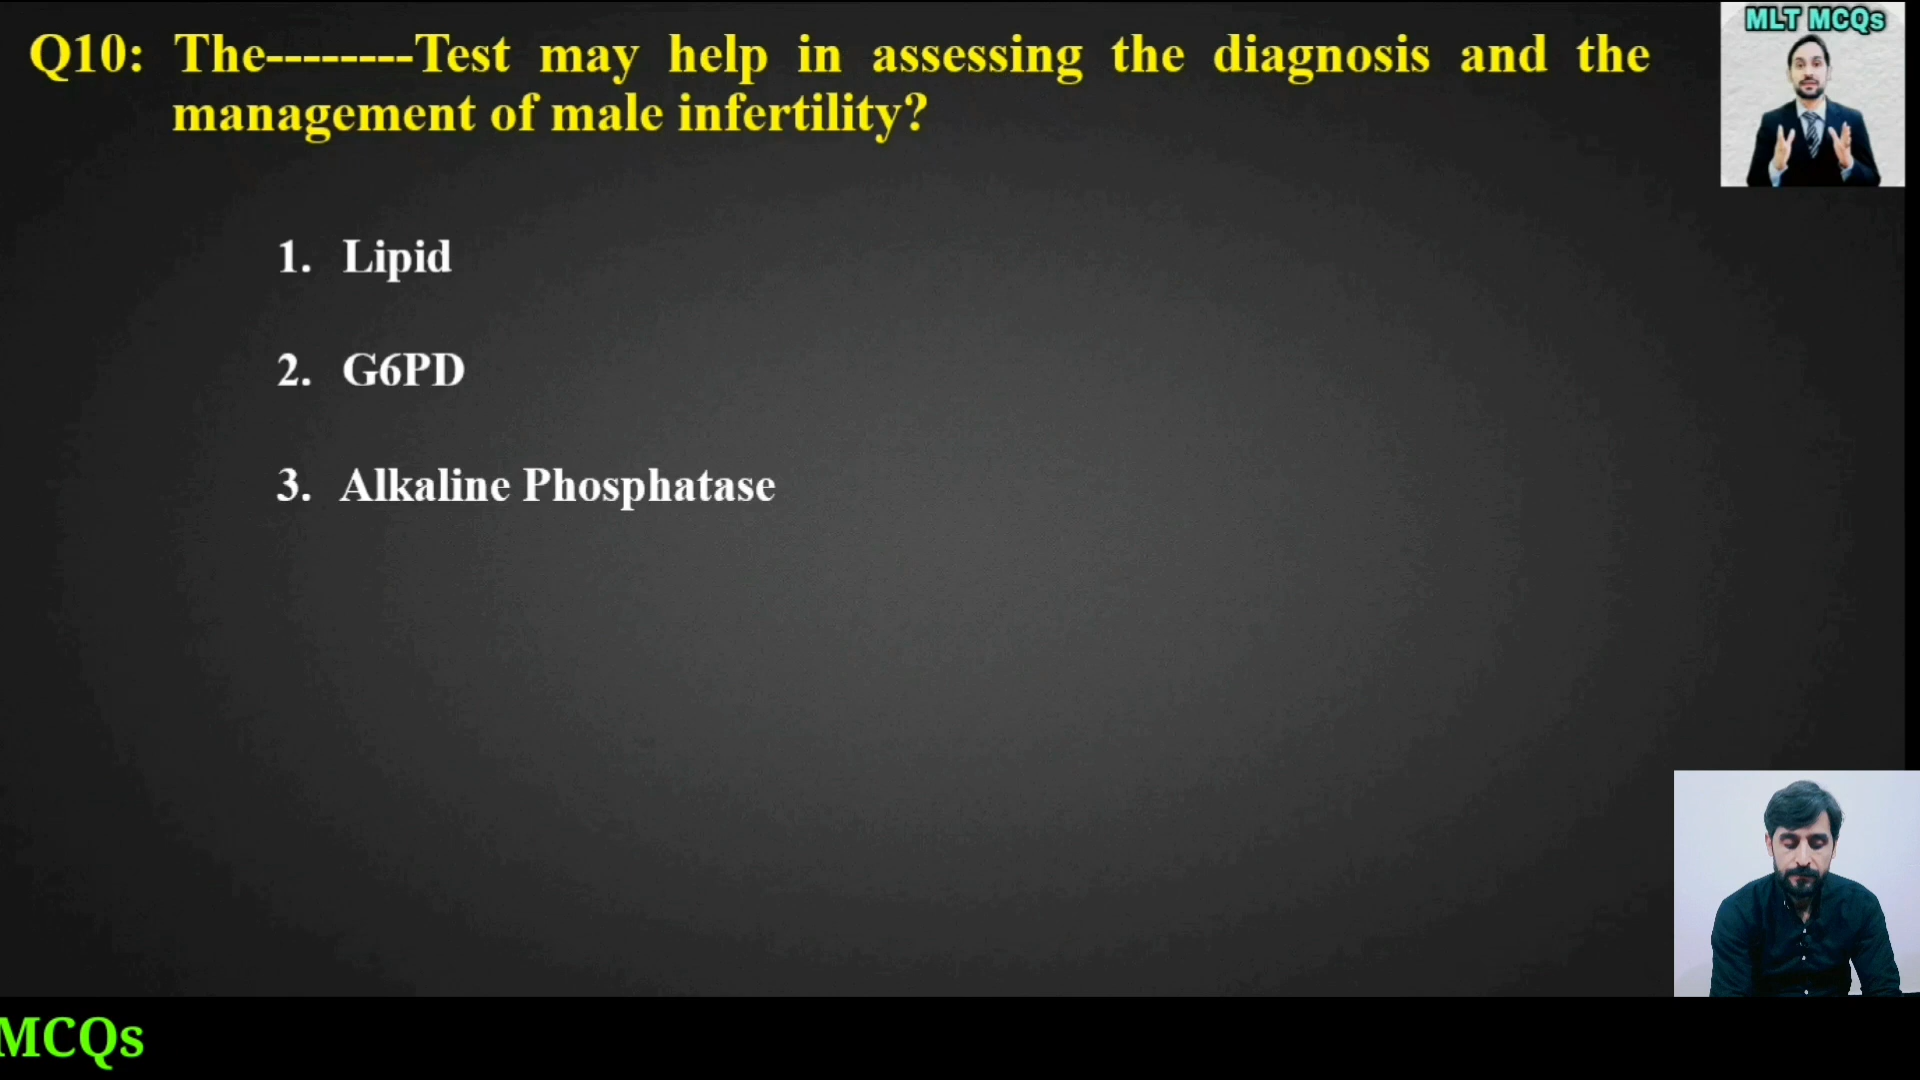 MLT MCQs
Q10: The--------Test may help in assessing the diagnosis and the
management of male infertility?
1. Lipid
2. G6PD
3. Alkaline Phosphatase
MCQs